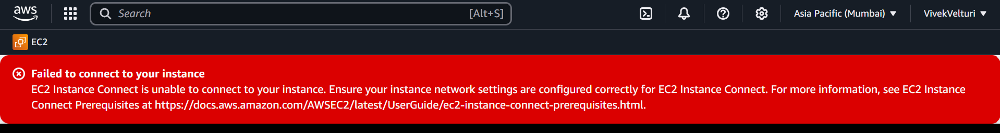 aws
Search [Alt+S]
Asia Pacific (Mumbai)
VivekVelturi
EC2
Failed to connect to your instance
EC2 Instance Connect is unable to connect to your instance. Ensure your instance network settings are configured correctly for EC2 Instance Connect. For more information, see EC2 Instance
Connect Prerequisites at https://docs.aws.amazon.com/AWSEC2/latest/UserGuide/ec2-instance-connect-prerequisites.html.